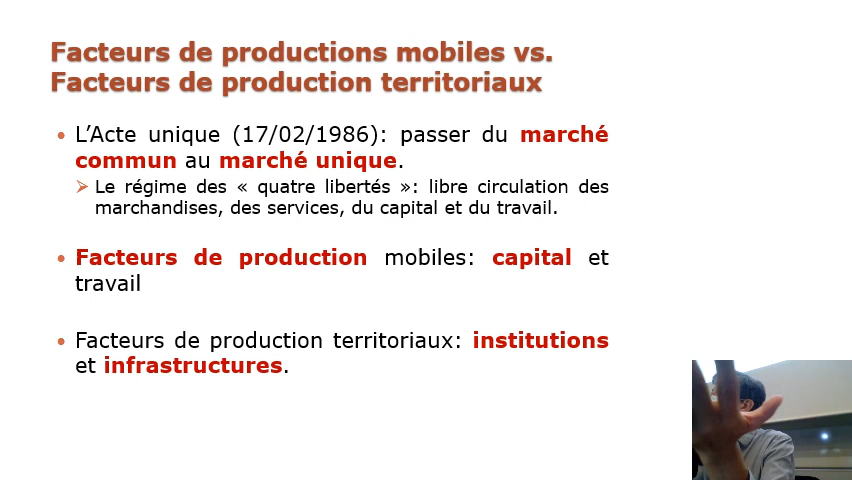 Facteurs de productions mobiles vs.
Facteurs de production territoriaux
• L’Acte unique (17/02/1986): passer du marché
commun au marché unique.
➢ Le régime des « quatre libertés »: libre circulation des
marchandises, des services, du capital et du travail.
• Facteurs de production mobiles: capital et
travail
• Facteurs de production territoriaux: institutions
et infrastructures.